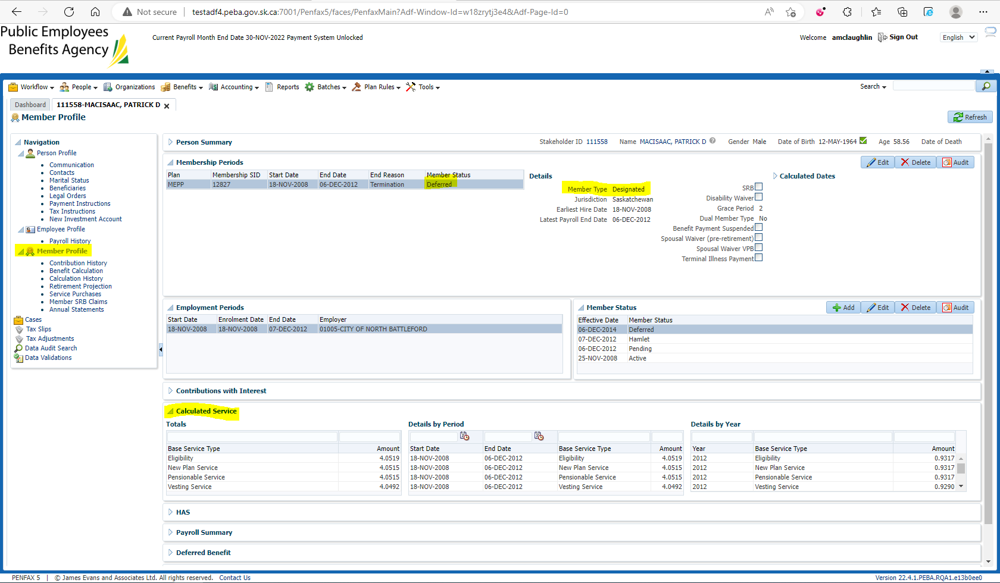 Not secure testadf4.peba.gov.sk.ca:7001/Penfax5/faces/PenfaxMain?Adf-Window-Id=w18zrytj3e4&Adf-Page-Id=0
Public Employees
Benefits Agency
Current Payroll Month End Date 30-NOV-2022 Payment System Unlocked
Welcome amclaughlin Sign Out English
Workflow People Organizations Benefits Accounting Reports Batches Plan Rules Tools Search
Dashboard 111558-MACISAAC, PATRICK D
Member Profile Refresh
Navigation
Person Profile
Communication
Contacts
Marital Status
Beneficiaries
Legal Orders
Payment Instructions
Tax Instructions
New Investment Account
Employee Profile
Payroll History
Member Profile
Contribution History
Benefit Calculation
Calculation History
Retirement Projection
Service Purchases
Member SRB Claims
Annual Statements
Cases
Tax Slips
Tax Adjustments
Data Audit Search
Data Validations
Person Summary Stakeholder ID 111558 Name MACISAAC, PATRICK D Gender Male Date of Birth 12-MAY-1964 Age 58.56 Date of Death
Membership Periods Edit Delete Audit
Plan Membership SID Start Date End Date End Reason Member Status
MEPP 12827 18-NOV-2008 06-DEC-2012 Termination Deferred
Details
Member Type Designated
Jurisdiction Saskatchewan
Earliest Hire Date 18-NOV-2008
Latest Payroll End Date 06-DEC-2012
SRB
Disability Waiver
Grace Period 2
Dual Member Type No
Benefit Payment Suspended
Spousal Waiver (pre-retirement)
Spousal Waiver VPB
Terminal Illness Payment
Calculated Dates
Employment Periods
Start Date Enrolment Date End Date Employer
18-NOV-2008 18-NOV-2008 07-DEC-2012 01005-CITY OF NORTH BATTLEFORD
Member Status Add Edit Delete Audit
Effective Date Member Status
06-DEC-2014 Deferred
07-DEC-2012 Hamlet
06-DEC-2012 Pending
25-NOV-2008 Active
Contributions with Interest
Calculated Service
Totals
Base Service Type Amount
Eligibility 4.0519
New Plan Service 4.0515
Pensionable Service 4.0515
Vesting Service 4.0492
Details by Period
Start Date End Date Base Service Type Amount
18-NOV-2008 06-DEC-2012 Eligibility 4.0519
18-NOV-2008 06-DEC-2012 New Plan Service 4.0515
18-NOV-2008 06-DEC-2012 Pensionable Service 4.0515
18-NOV-2008 06-DEC-2012 Vesting Service 4.0492
Details by Year
Year Base Service Type Amount
2012 Eligibility 0.9317
2012 New Plan Service 0.9317
2012 Pensionable Service 0.9317
2012 Vesting Service 0.9290
HAS
Payroll Summary
Deferred Benefit
PENFAX 5 | © James Evans and Associates Ltd. All rights reserved. Contact Us Version 22.4.1.PEBA.RQA1.e13b0ee0